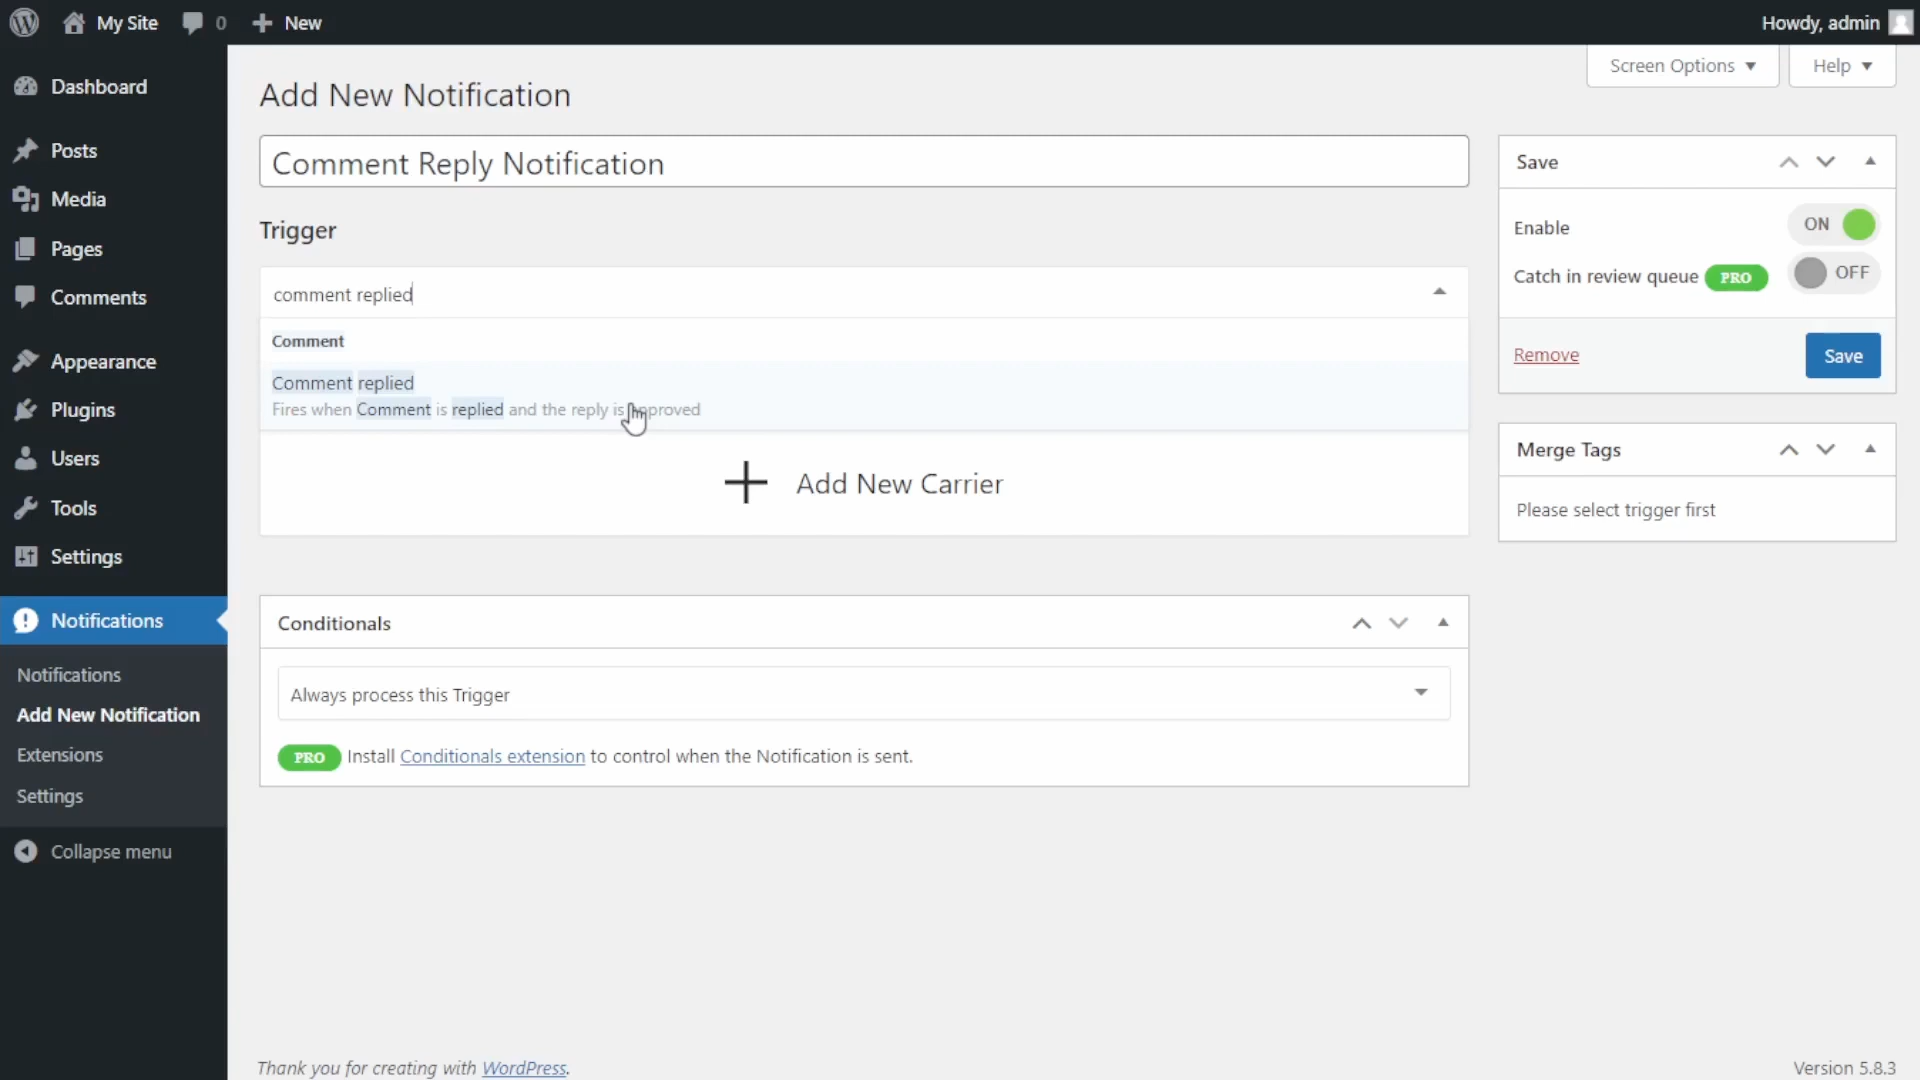 My Site
0
New
Howdy, admin
Dashboard
Posts
Media
Pages
Comments
Appearance
Plugins
Users
Tools
Settings
Notifications
Notifications
Add New Notification
Extensions
Settings
Collapse menu
Screen Options
Help
Add New Notification
Comment Reply Notification
Trigger
comment replied
Comment
Comment replied
Fires when Comment is replied and the reply is approved
Add New Carrier
Conditionals
Always process this Trigger
PRO Install Conditionals extension to control when the Notification is sent.
Save
Enable
ON
Catch in review queue PRO
OFF
Remove
Save
Merge Tags
Please select trigger first
Thank you for creating with WordPress.
Version 5.8.3